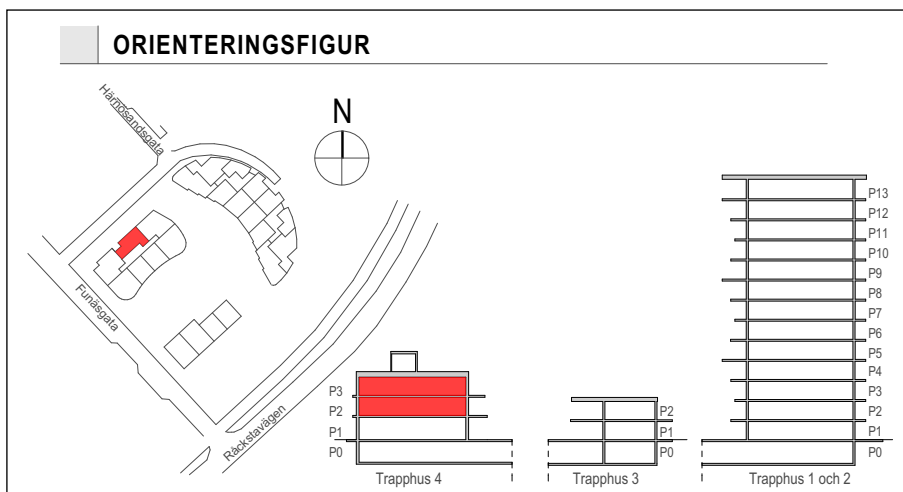 ORIENTERINGSFIGUR
Härnösandsgata
N
Funäsgata
Råckstavägen
P3
P2
P1
P0
Trapphus 4
P2
P1
P0
Trapphus 3
P13
P12
P11
P10
P9
P8
P7
P6
P5
P4
P3
P2
P1
P0
Trapphus 1 och 2